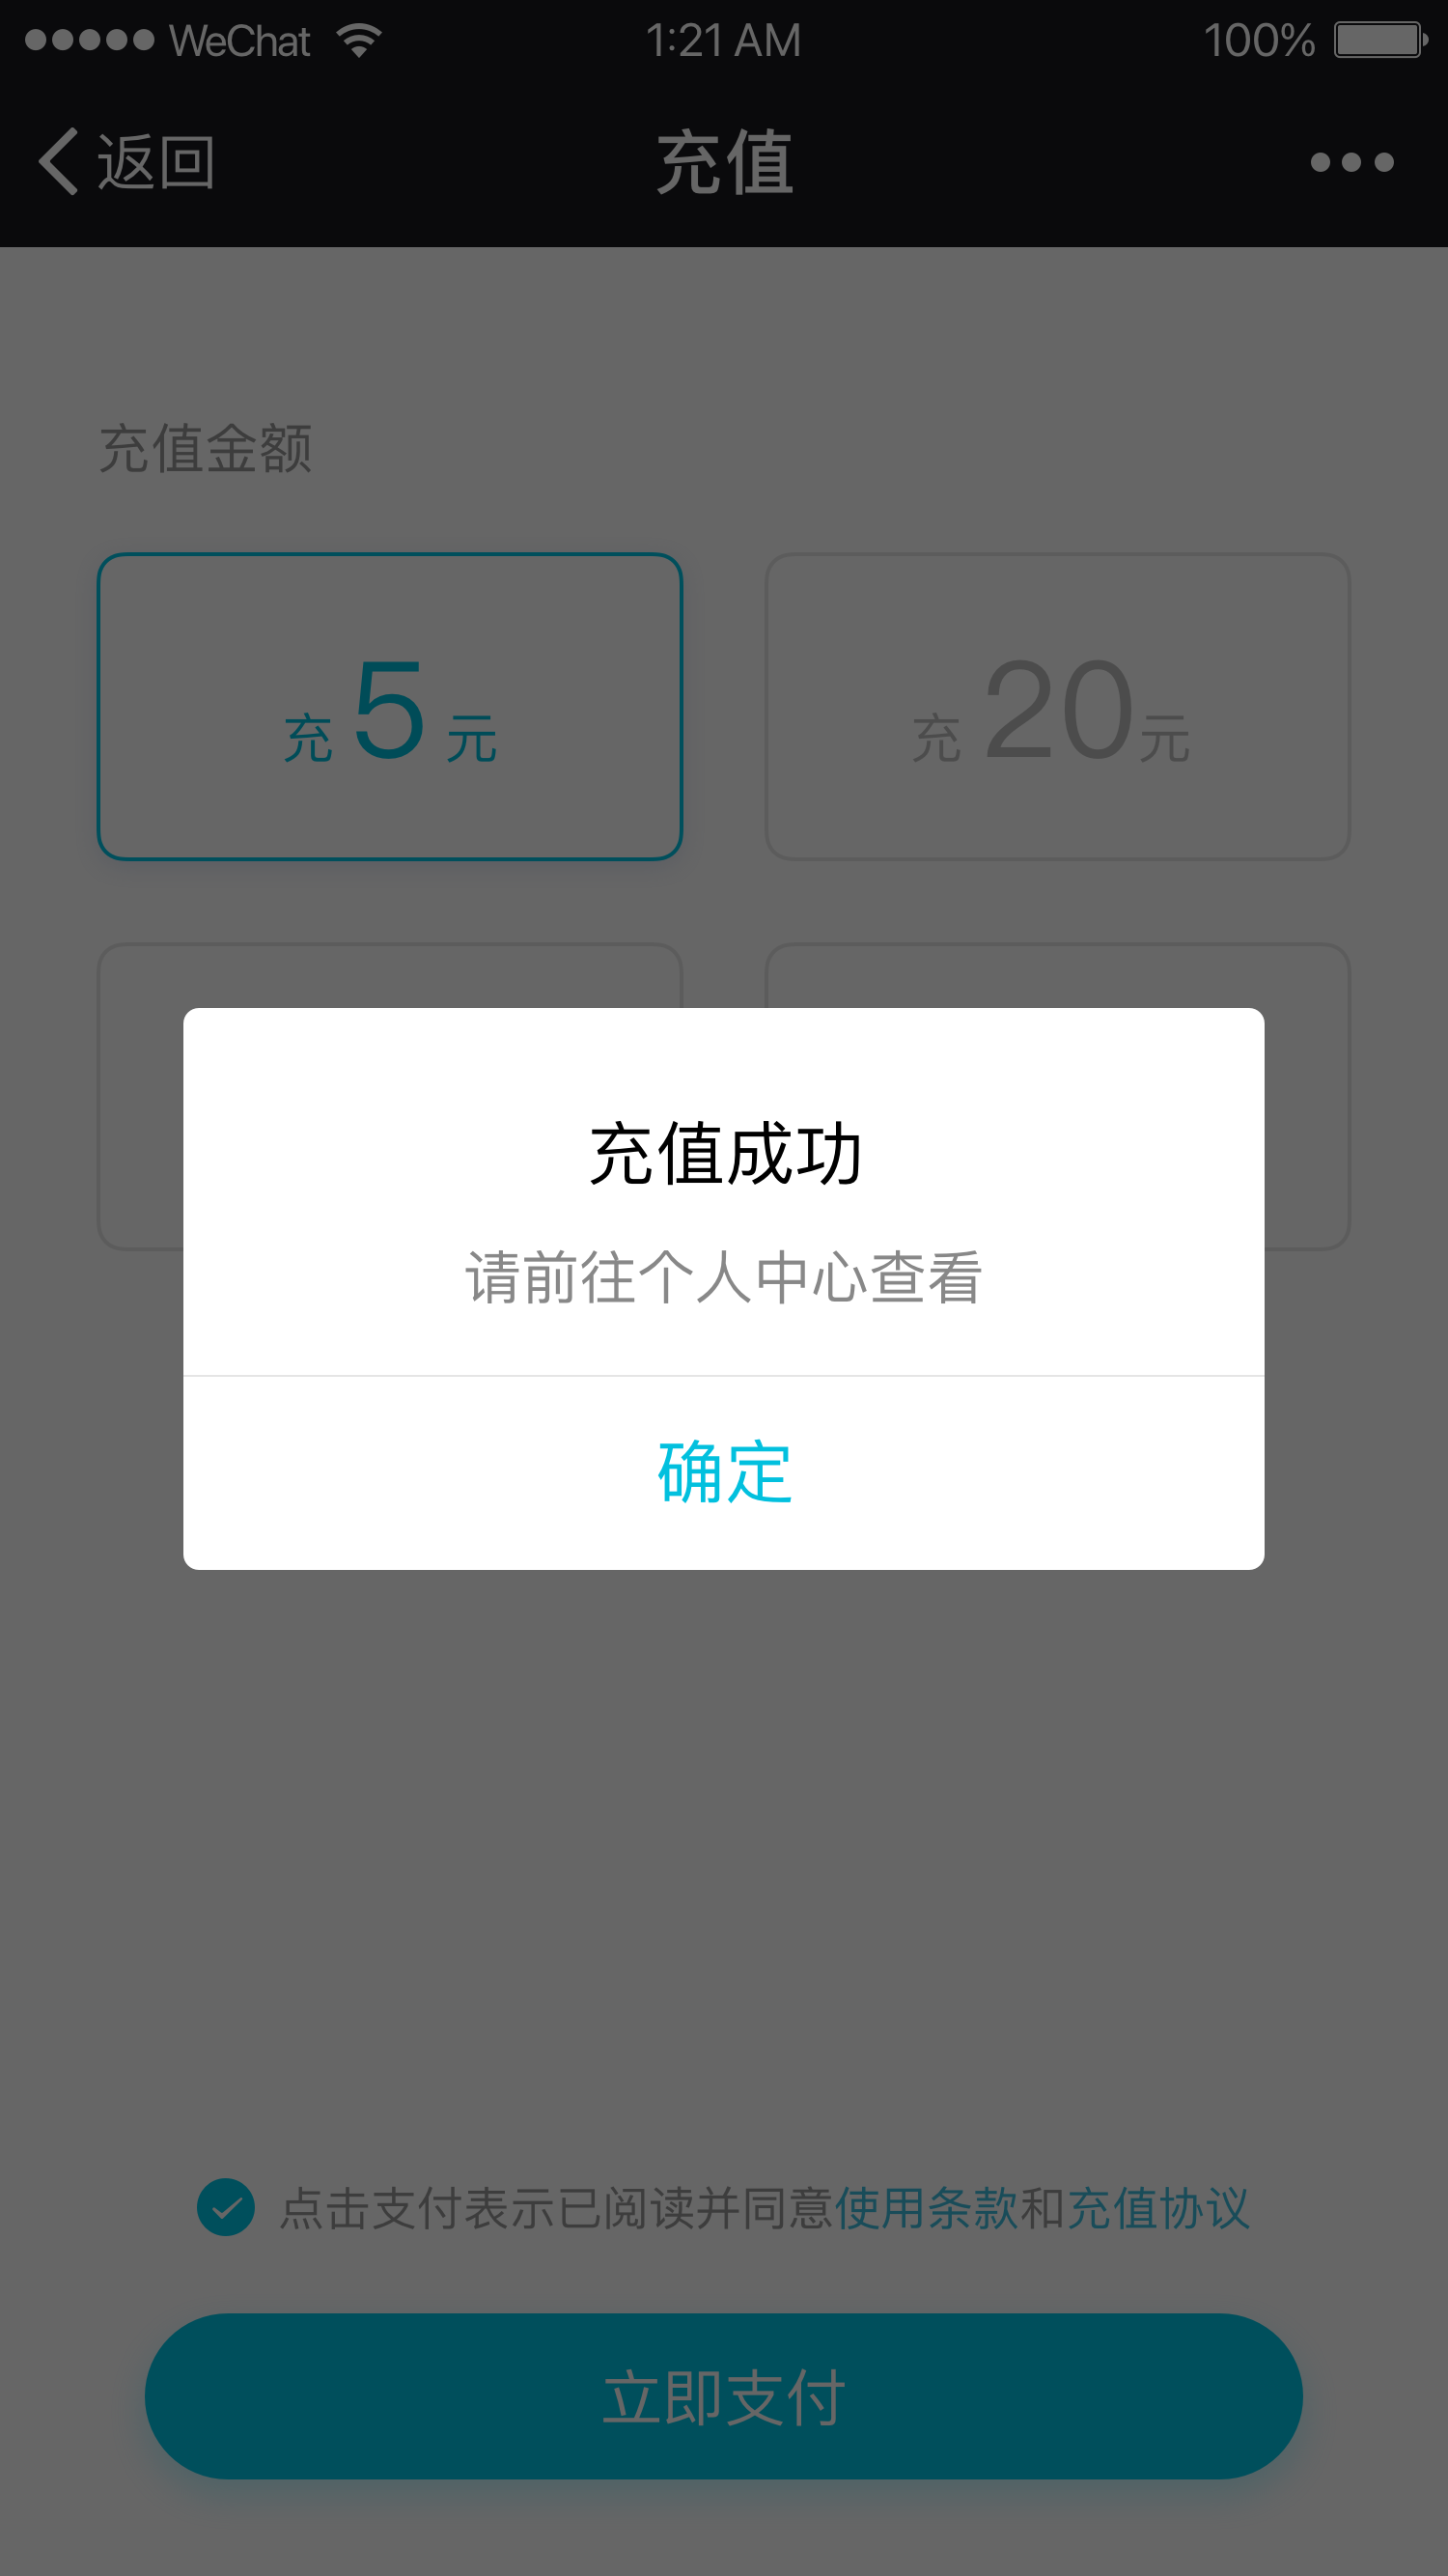 WeChat 1:21 AM 100%
返回 充值
充值金额
充 5 元 充 20 元
充值成功
请前往个人中心查看
确定
点击支付表示已阅读并同意使用条款和充值协议
立即支付